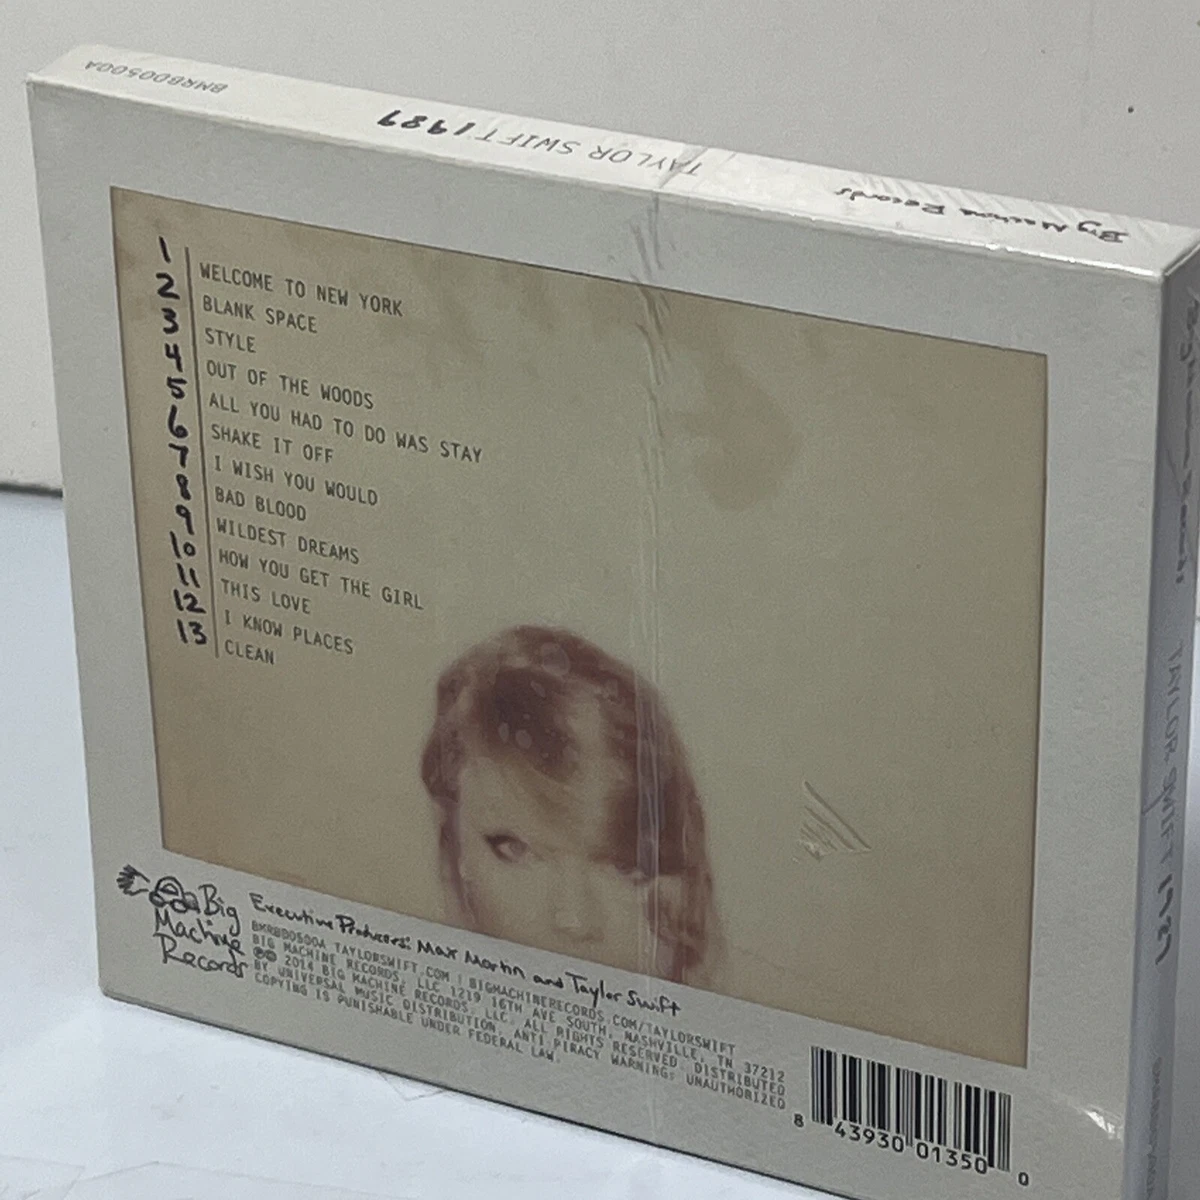 BMRBD0500A
TAYLOR SWIFT 1989
Big Machine Records
1 WELCOME TO NEW YORK
2 BLANK SPACE
3 STYLE
4 OUT OF THE WOODS
5 ALL YOU HAD TO DO WAS STAY
6 SHAKE IT OFF
7 I WISH YOU WOULD
8 BAD BLOOD
9 WILDEST DREAMS
10 HOW YOU GET THE GIRL
11 THIS LOVE
12 I KNOW PLACES
13 CLEAN
Big
Machine
Records
Executive Producers: Max Martin and Taylor Swift
BMRBD0500A TAYLORSWIFT.COM | BIGMACHINERECORDS.COM/TAYLORSWIFT
BIG MACHINE RECORDS, LLC 1219 16TH AVE SOUTH, NASHVILLE, TN 37212
℗© 2014 BIG MACHINE RECORDS, LLC. ALL RIGHTS RESERVED. DISTRIBUTED
BY UNIVERSAL MUSIC DISTRIBUTION. ANTI PIRACY WARNING: UNAUTHORIZED
COPYING IS PUNISHABLE UNDER FEDERAL LAW.
8 43930 01350 0
Big Machine Records
TAYLOR SWIFT 1989